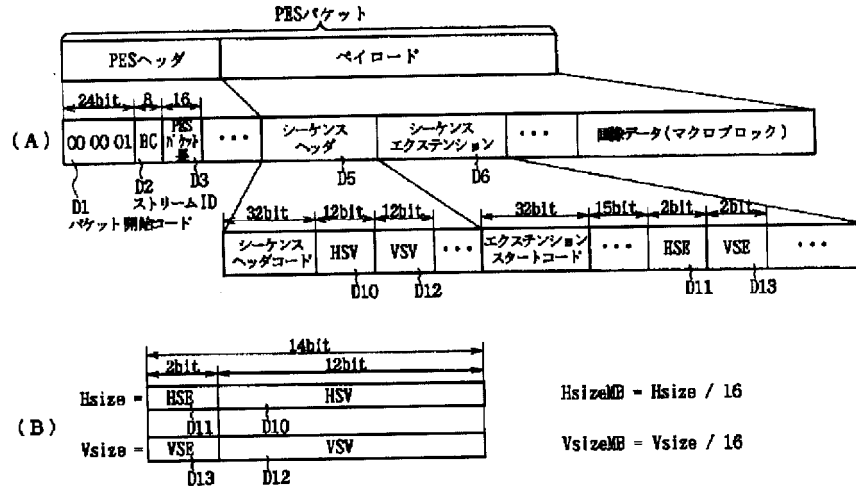 PESパケット
PESヘッダ ペイロード
24bit 8 16
(A)
00 00 01 BC PES パケット 長 ・・・ シーケンス ヘッダ シーケンス エクステンション ・・・ 画像データ(マクロブロック)
D1 D2 D3 D5 D6
ストリームID
パケット開始コード
32bit 12bit 12bit 32bit 15bit 2bit 2bit
シーケンス ヘッダコード HSV VSV ・・・ エクステンション スタートコード ・・・ HSE VSE ・・・
D10 D12 D11 D13
14bit
2bit 12bit
Hsize = HSE HSV HsizeMB = Hsize / 16
D11 D10
(B)
Vsize = VSE VSV VsizeMB = Vsize / 16
D13 D12